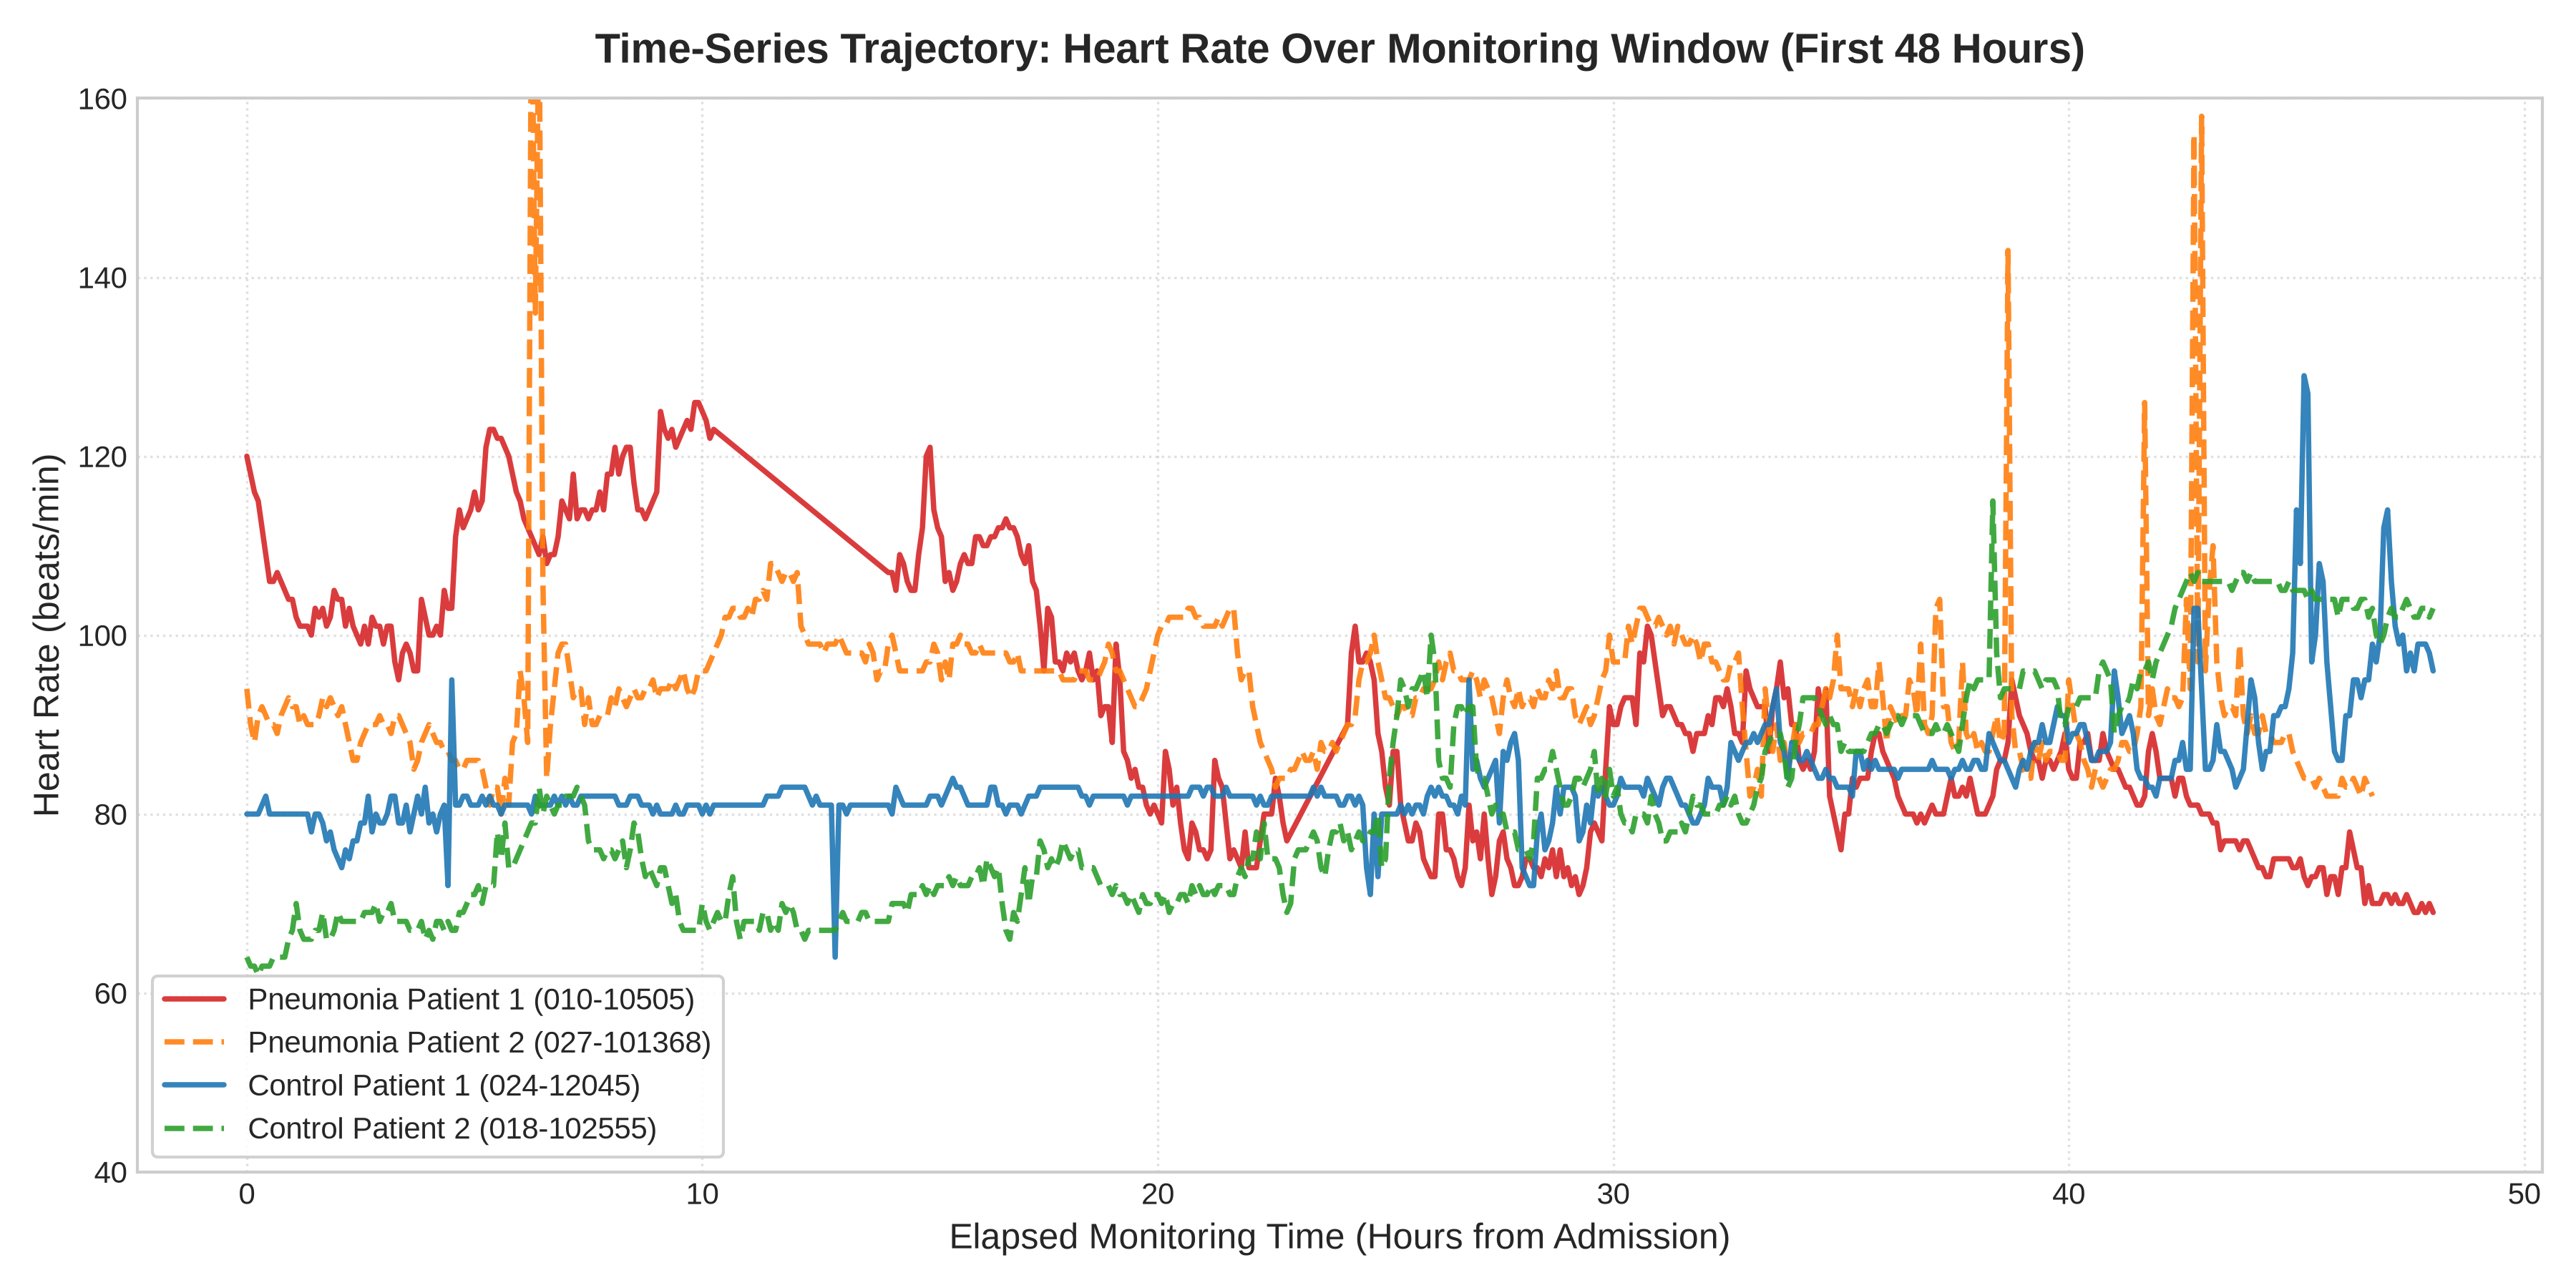 Time-Series Trajectory: Heart Rate Over Monitoring Window (First 48 Hours)
Heart Rate (beats/min)
160
140
120
100
80
60
40
Pneumonia Patient 1 (010-10505)
Pneumonia Patient 2 (027-101368)
Control Patient 1 (024-12045)
Control Patient 2 (018-102555)
0 10 20 30 40 50
Elapsed Monitoring Time (Hours from Admission)